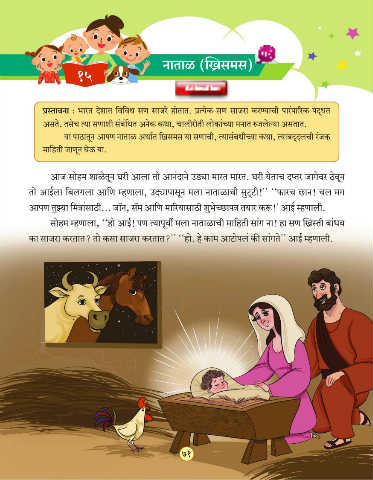 १५
नाताळ (ख्रिसमस)
प्रस्तावना : भारत देशात विविध सण साजरे होतात. प्रत्येक सण साजरा करण्याची पारंपारिक पद्धत
असते. तसेच त्या सणाशी संबंधित अनेक कथा, चालीरीती लोकांच्या मनात रुजलेल्या असतात.
या पाठातून आपण नाताळ अर्थात ख्रिसमस या सणाची, त्यासंबंधीच्या कथा, त्याबद्दलची रंजक
माहिती जाणून घेऊ या.
आज सोहम शाळेतून घरी आला तो आनंदाने उड्या मारत मारत. घरी येताच दप्तर जागेवर ठेवून
तो आईला बिलगला आणि म्हणाला, उद्यापासून मला नाताळाची सुट्टी!’’ ‘‘फारच छान! चल मग
आपण तुझ्या मित्रांसाठी... जॉन, सॅम आणि मारियासाठी शुभेच्छापत्र तयार करू!’ आई म्हणाली.
सोहम म्हणाला, ‘‘हो आई! पण त्यापूर्वी मला नाताळाची माहिती सांग ना! हा सण ख्रिस्ती बांधव
का साजरा करतात? तो कसा साजरा करतात?’’ ‘‘हो. हे काम आटोपलं की सांगते’’ आई म्हणाली.
७१